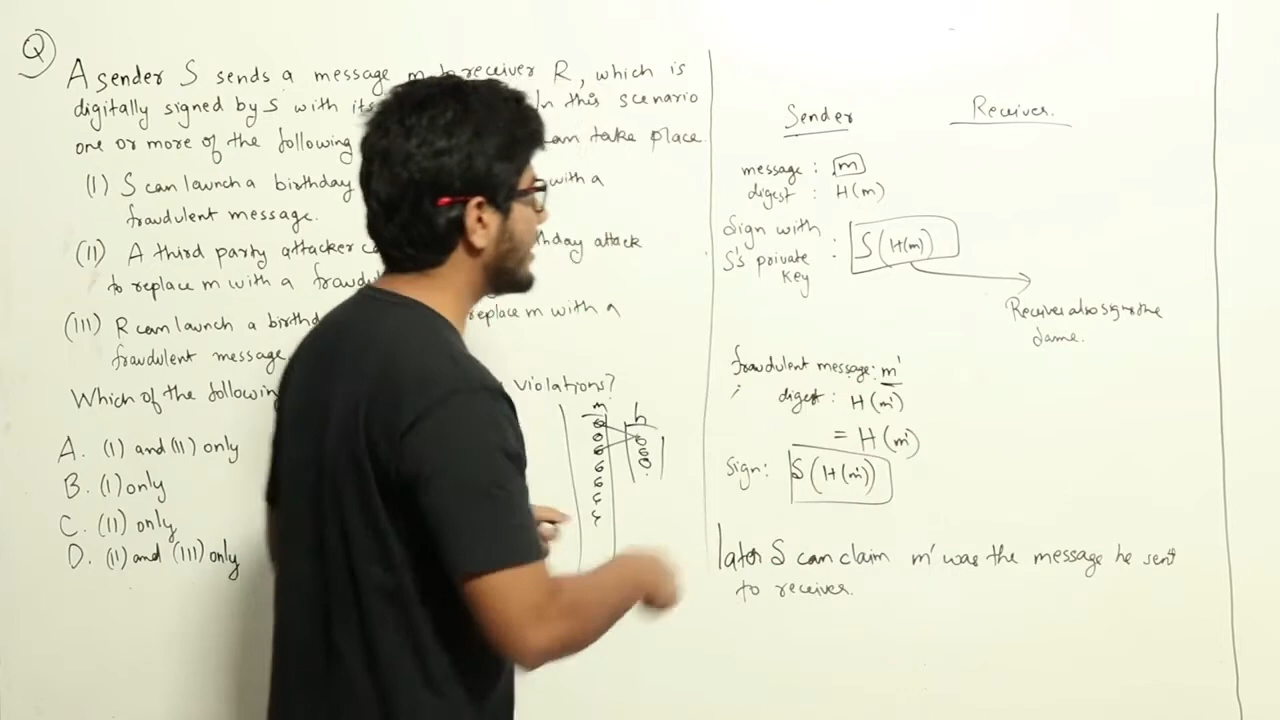 Q)
A sender S sends a message m to receiver R, which is
digitally signed by S with its In this scenario
one or more of the following can take place.
(I) S can launch a birthday with a
fraudulent message.
(II) A third party attacker attack
to replace m with a
(III) R can launch a replace m with a
fraudulent message
Which of the following violations?
A. (I) and (II) only
B. (I) only
C. (II) only
D. (II) and (III) only
m h
Sender Receiver.
message : m
digest : H(m)
Sign with
S's private
Key : S(H(m))
Receiver also signs the
same.
fraudulent message: m'
digest : H(m')
= H(m')
Sign: S(H(m'))
later S can claim m' was the message he sent
to receiver.